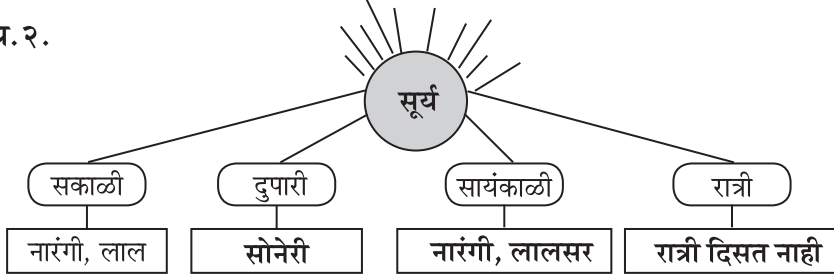 प्र.२.
सूर्य
सकाळी
दुपारी
सायंकाळी
रात्री
नारंगी, लाल
सोनेरी
नारंगी, लालसर
रात्री दिसत नाही